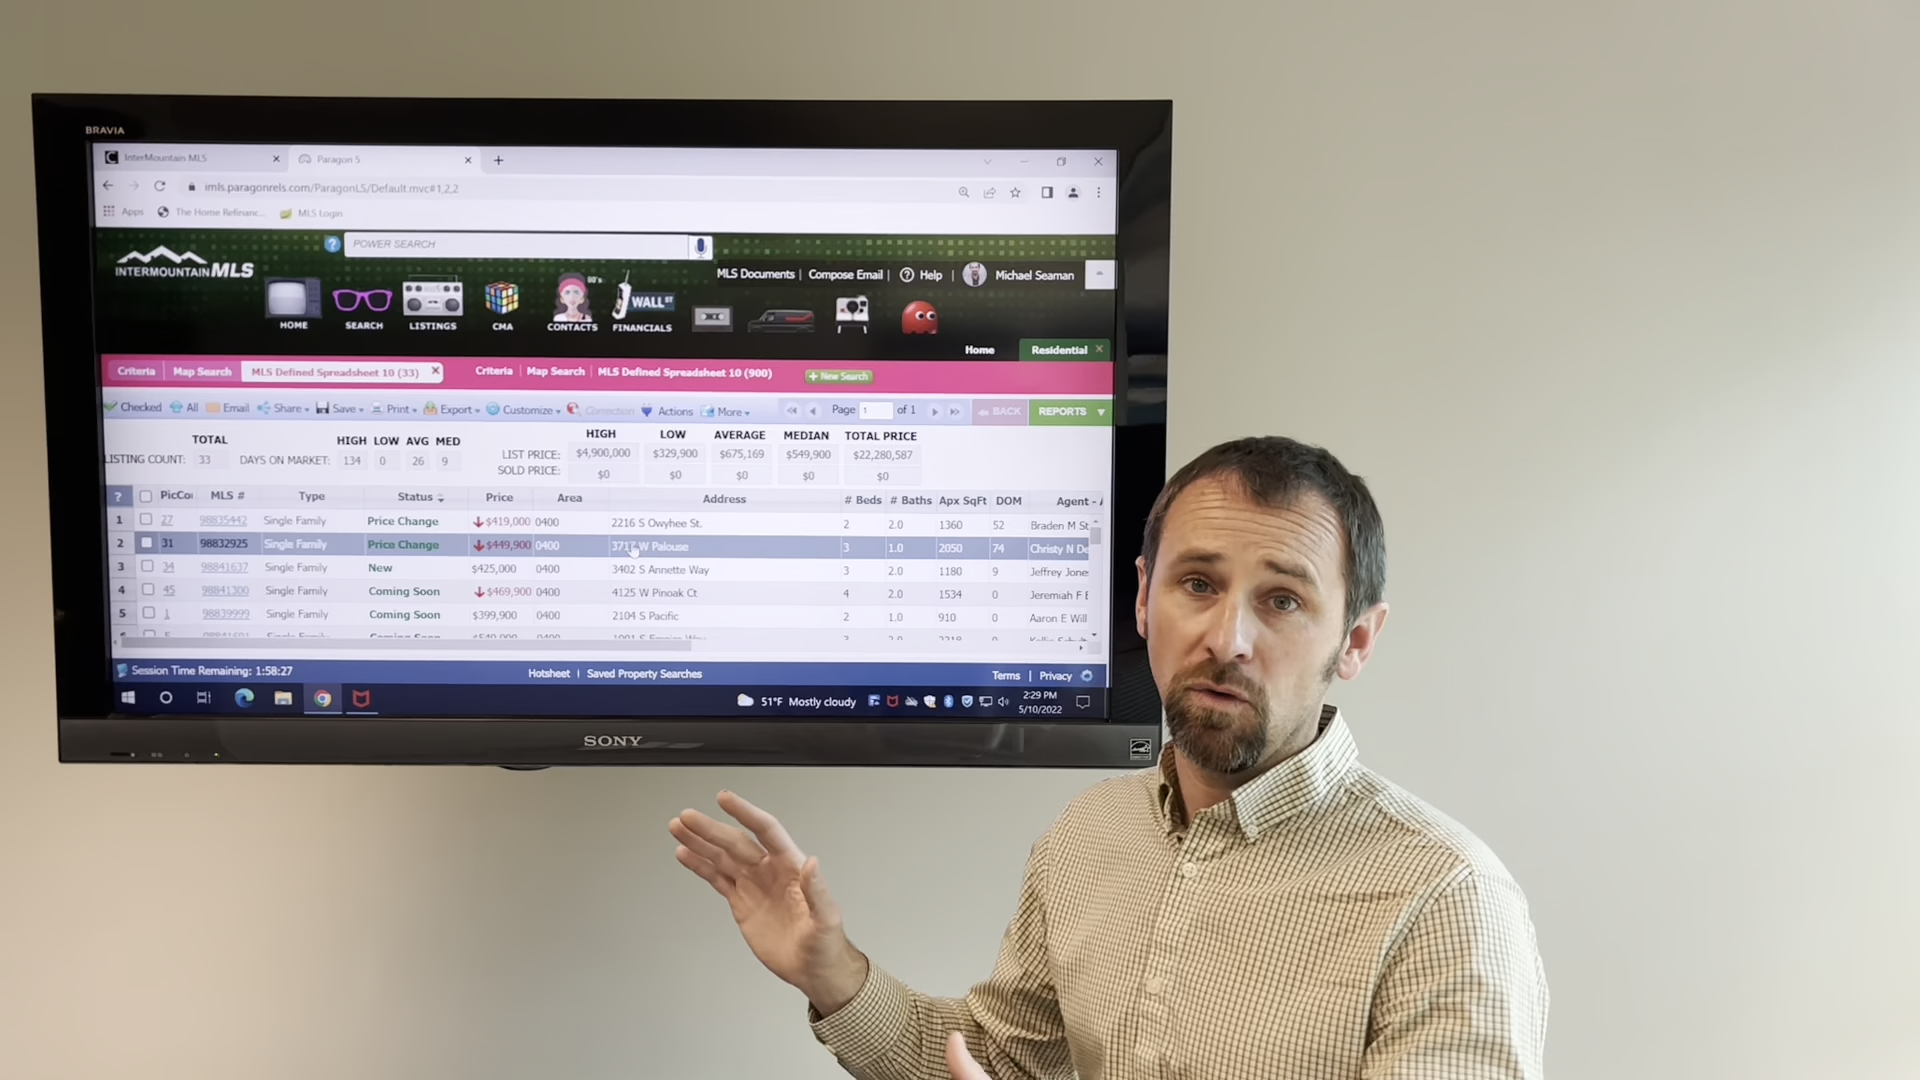 BRAVIA
InterMountain MLS
Paragon 5
imls.paragonrels.com/ParagonLS/Default.mvc#1,2,2
Apps The Home Refinanc... MLS Login
POWER SEARCH
INTERMOUNTAIN MLS
MLS Documents | Compose Email | Help | Michael Seaman
80's
WALL ST
HOME SEARCH LISTINGS CMA CONTACTS FINANCIALS
Home Residential
Criteria Map Search MLS Defined Spreadsheet 10 (33) Criteria Map Search MLS Defined Spreadsheet 10 (900) + New Search
Checked All Email Share Save Print Export Customize Correction Actions More Page 1 of 1 BACK REPORTS
TOTAL HIGH LOW AVG MED HIGH LOW AVERAGE MEDIAN TOTAL PRICE
LISTING COUNT: 33 DAYS ON MARKET: 134 0 26 9 LIST PRICE: $4,900,000 $329,900 $675,169 $549,900 $22,280,587
SOLD PRICE: $0 $0 $0 $0 $0
? PicCo MLS # Type Status Price Area Address # Beds # Baths Apx SqFt DOM Agent -
1 27 98835442 Single Family Price Change $419,000 0400 2216 S Owyhee St. 2 2.0 1360 52 Braden M St
2 31 98832925 Single Family Price Change $449,900 0400 W Palouse 3 1.0 2050 74 Christy N De
3 34 98841637 Single Family New $425,000 0400 3402 S Annette Way 3 2.0 1180 9 Jeffrey Jone
4 45 98841300 Single Family Coming Soon $469,900 0400 4125 W Pinoak Ct 4 2.0 1534 0 Jeremiah F E
5 1 98839999 Single Family Coming Soon $399,900 0400 2104 S Pacific 2 1.0 910 0 Aaron E Will
Session Time Remaining: 1:58:27 Hotsheet | Saved Property Searches Terms | Privacy
51°F Mostly cloudy 2:29 PM
5/10/2022
SONY